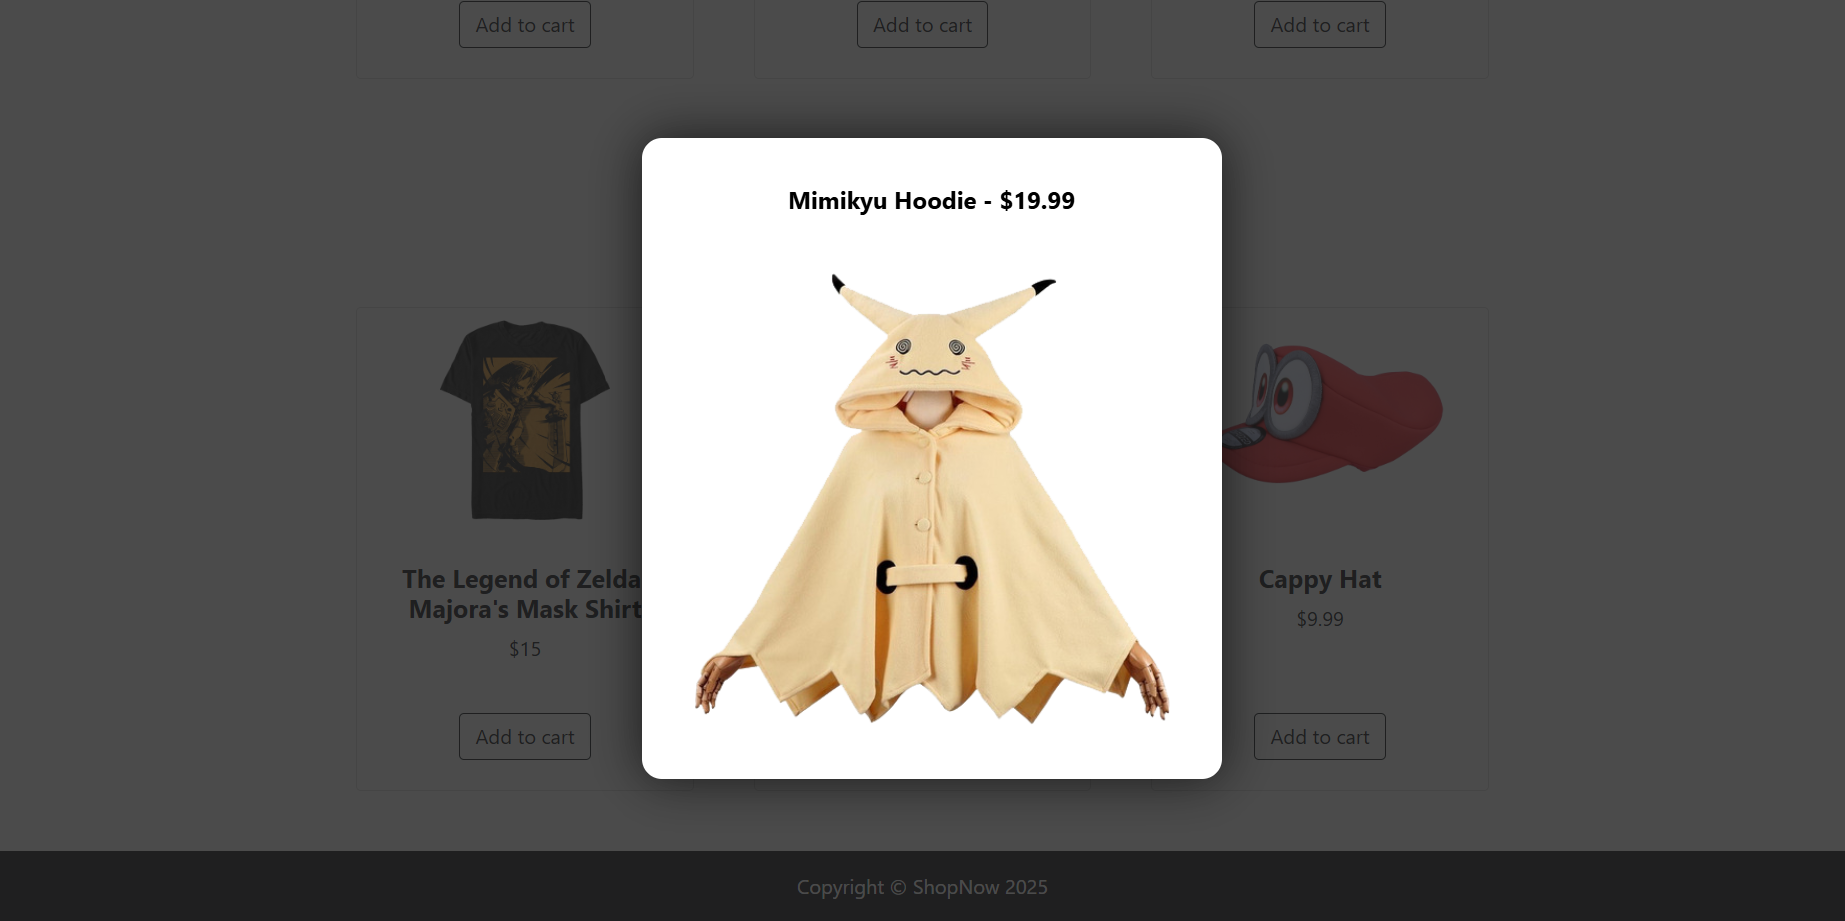 Add to cart
Add to cart
Add to cart
Mimikyu Hoodie - $19.99
The Legend of Zelda
Majora's Mask Shirt
$15
Cappy Hat
$9.99
Add to cart
Add to cart
Copyright © ShopNow 2025